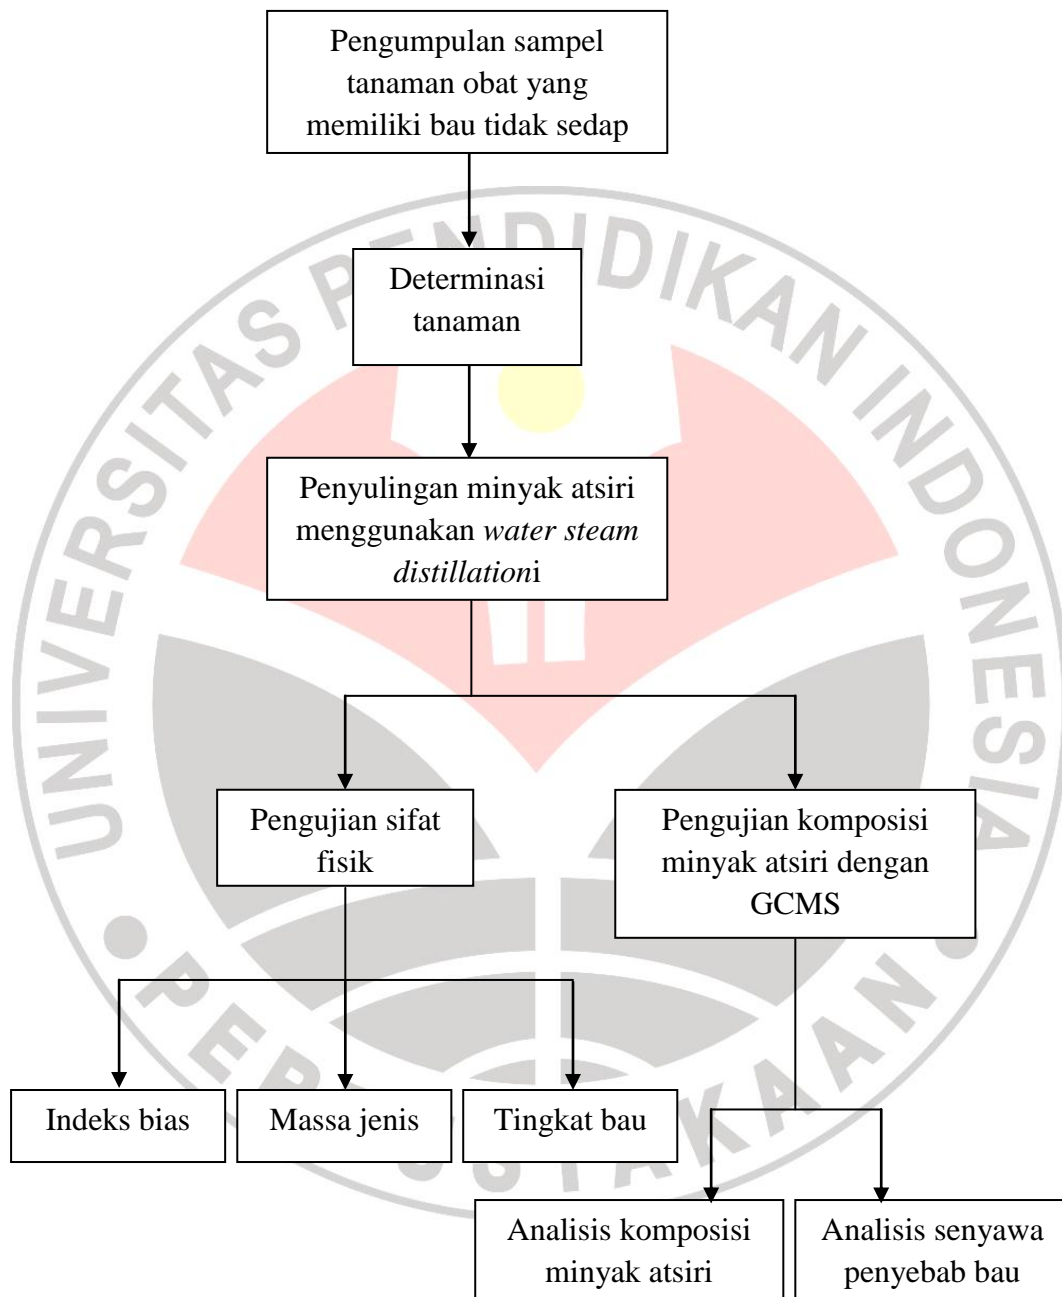 Pengumpulan sampel
tanaman obat yang
memiliki bau tidak sedap
Determinasi
tanaman
Penyulingan minyak atsiri
menggunakan water steam
distillationi
Pengujian sifat
fisik
Pengujian komposisi
minyak atsiri dengan
GCMS
Indeks bias
Massa jenis
Tingkat bau
Analisis komposisi
minyak atsiri
Analisis senyawa
penyebab bau
UNIVERSITAS PENDIDIKAN INDONESIA